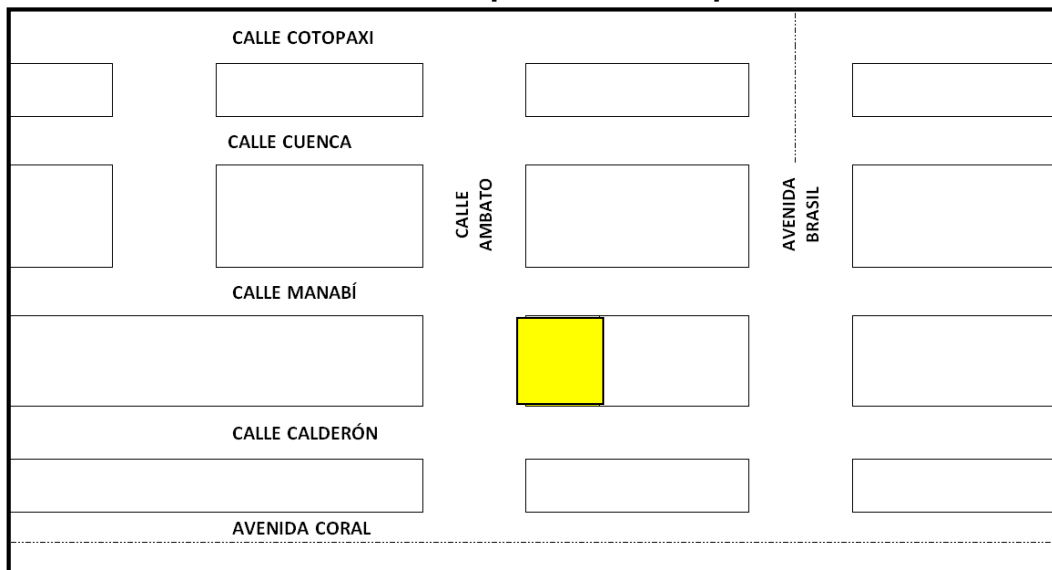 CALLE COTOPAXI
CALLE CUENCA
CALLE
AMBATO
AVENIDA
BRASIL
CALLE MANABÍ
CALLE CALDERÓN
AVENIDA CORAL